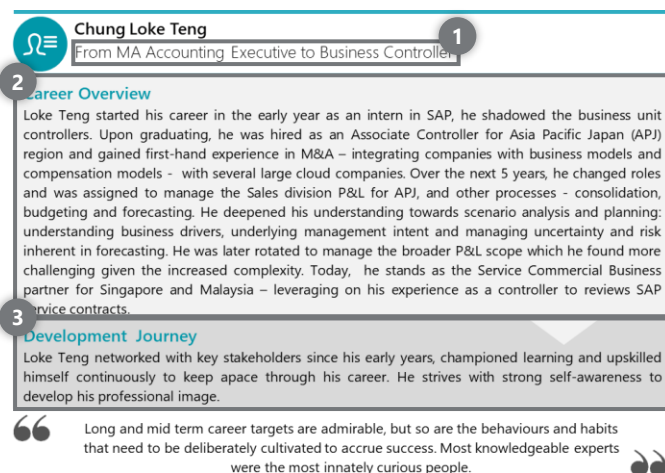 Chung Loke Teng
1
From MA Accounting Executive to Business Controller
2
Career Overview
Loke Teng started his career in the early year as an intern in SAP, he shadowed the business unit
controllers. Upon graduating, he was hired as an Associate Controller for Asia Pacific Japan (APJ)
region and gained first-hand experience in M&A – integrating companies with business models and
compensation models - with several large cloud companies. Over the next 5 years, he changed roles
and was assigned to manage the Sales division P&L for APJ, and other processes - consolidation,
budgeting and forecasting. He deepened his understanding towards scenario analysis and planning:
understanding business drivers, underlying management intent and managing uncertainty and risk
inherent in forecasting. He was later rotated to manage the broader P&L scope which he found more
challenging given the increased complexity. Today, he stands as the Service Commercial Business
partner for Singapore and Malaysia – leveraging on his experience as a controller to reviews SAP
service contracts.
3
Development Journey
Loke Teng networked with key stakeholders since his early years, championed learning and upskilled
himself continuously to keep apace through his career. He strives with strong self-awareness to
develop his professional image.
“ Long and mid term career targets are admirable, but so are the behaviours and habits
that need to be deliberately cultivated to accrue success. Most knowledgeable experts
were the most innately curious people. ”